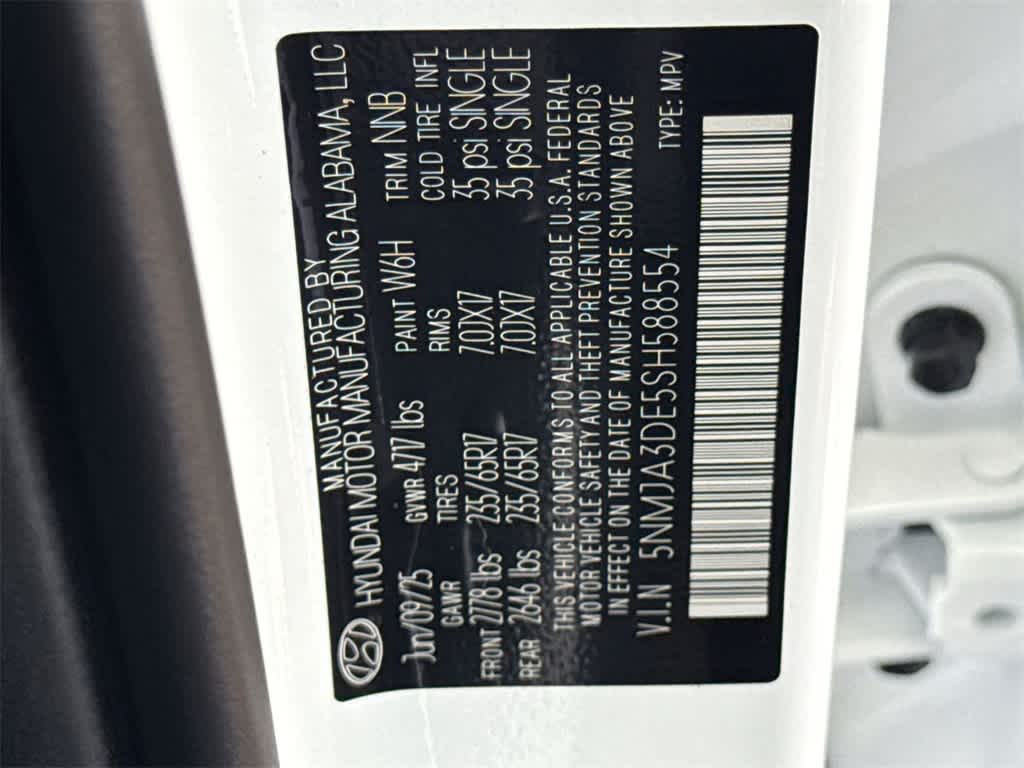 MANUFACTURED BY
HYUNDAI MOTOR MANUFACTURING ALABAMA, LLC
Jun/09/25 GVWR 4717 lbs PAINT W6H TRIM NNB
GAWR TIRES RIMS COLD TIRE INFL
FRONT 2778 lbs 235/65R17 7.0JX17 35 psi SINGLE
REAR 2646 lbs 235/65R17 7.0JX17 35 psi SINGLE
THIS VEHICLE CONFORMS TO ALL APPLICABLE U.S.A. FEDERAL
MOTOR VEHICLE SAFETY AND THEFT PREVENTION STANDARDS
IN EFFECT ON THE DATE OF MANUFACTURE SHOWN ABOVE
V.I.N 5NMJA3DE5SH588554 TYPE: MPV